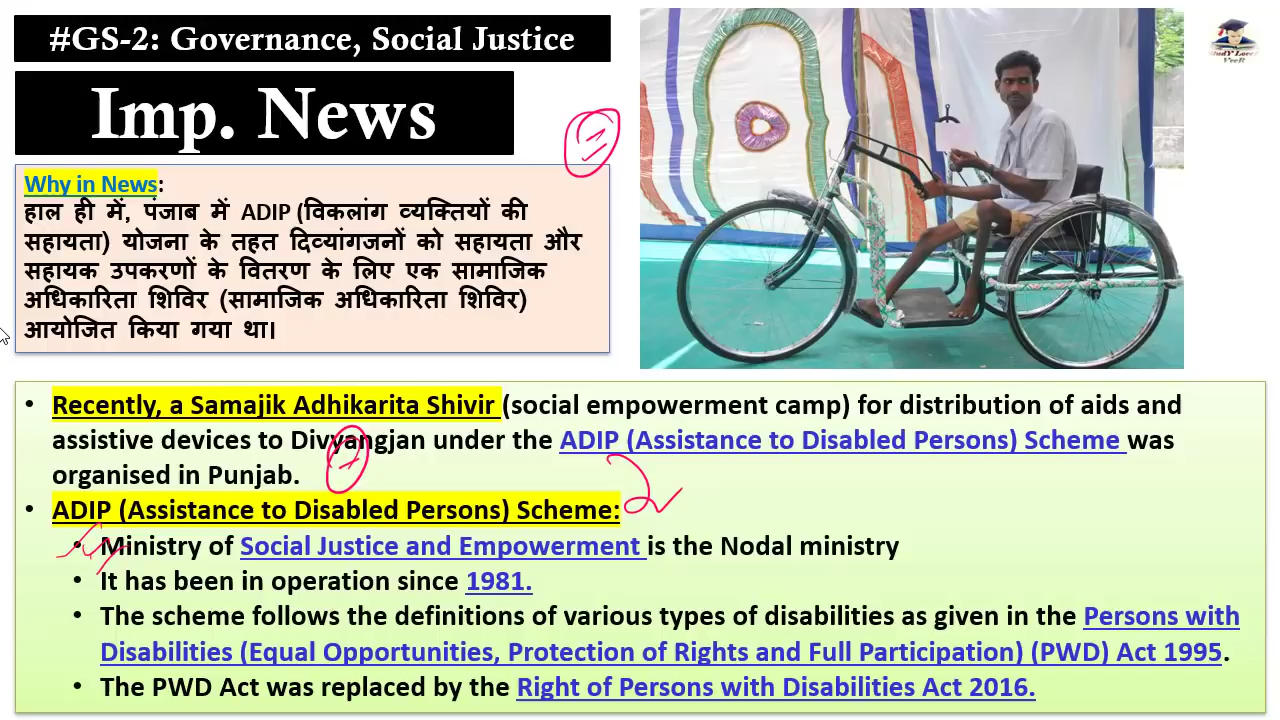 #GS-2: Governance, Social Justice
Imp. News
Why in News:
हाल ही में, पंजाब में ADIP (विकलांग व्यक्तियों की
सहायता) योजना के तहत दिव्यांगजनों को सहायता और
सहायक उपकरणों के वितरण के लिए एक सामाजिक
अधिकारिता शिविर (सामाजिक अधिकारिता शिविर)
आयोजित किया गया था।
• Recently, a Samajik Adhikarita Shivir (social empowerment camp) for distribution of aids and
assistive devices to Divyangjan under the ADIP (Assistance to Disabled Persons) Scheme was
organised in Punjab.
• ADIP (Assistance to Disabled Persons) Scheme:
• Ministry of Social Justice and Empowerment is the Nodal ministry
• It has been in operation since 1981.
• The scheme follows the definitions of various types of disabilities as given in the Persons with
Disabilities (Equal Opportunities, Protection of Rights and Full Participation) (PWD) Act 1995.
• The PWD Act was replaced by the Right of Persons with Disabilities Act 2016.